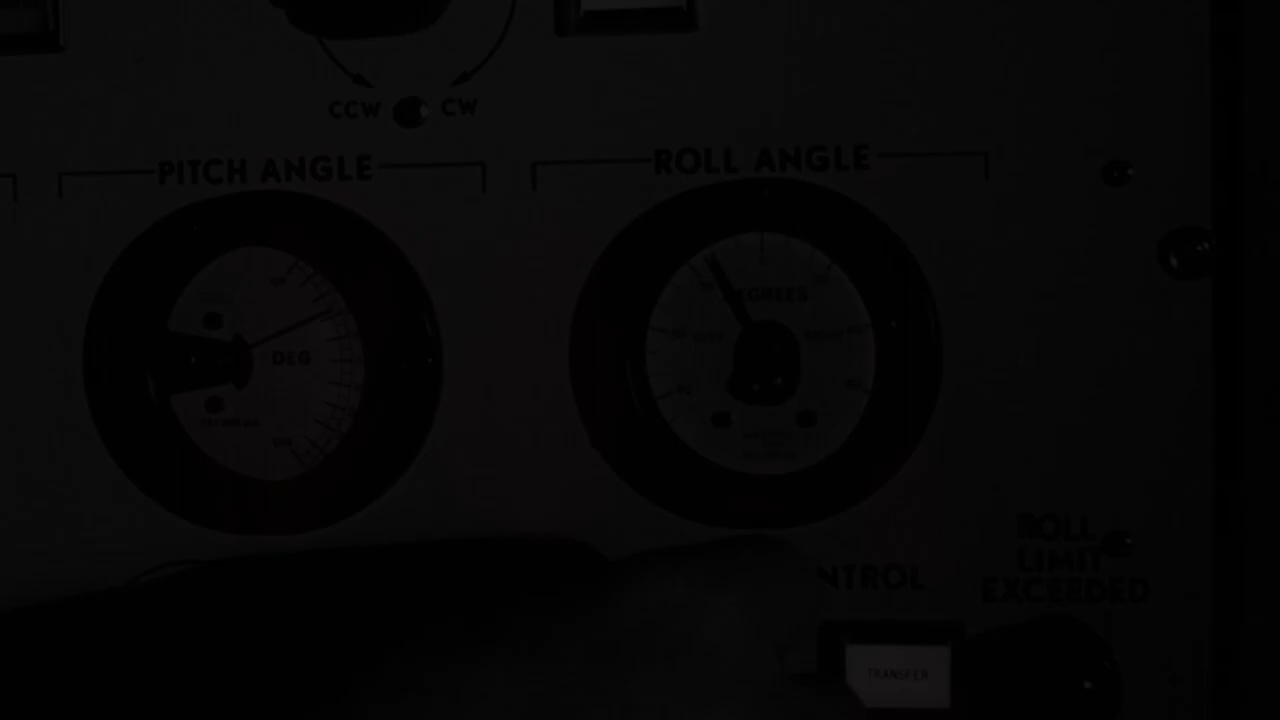 CCW CW
PITCH ANGLE
ROLL ANGLE
DEG
DEGREES
NTROL
ROLL
LIMIT
EXCEEDED
TRANSFER